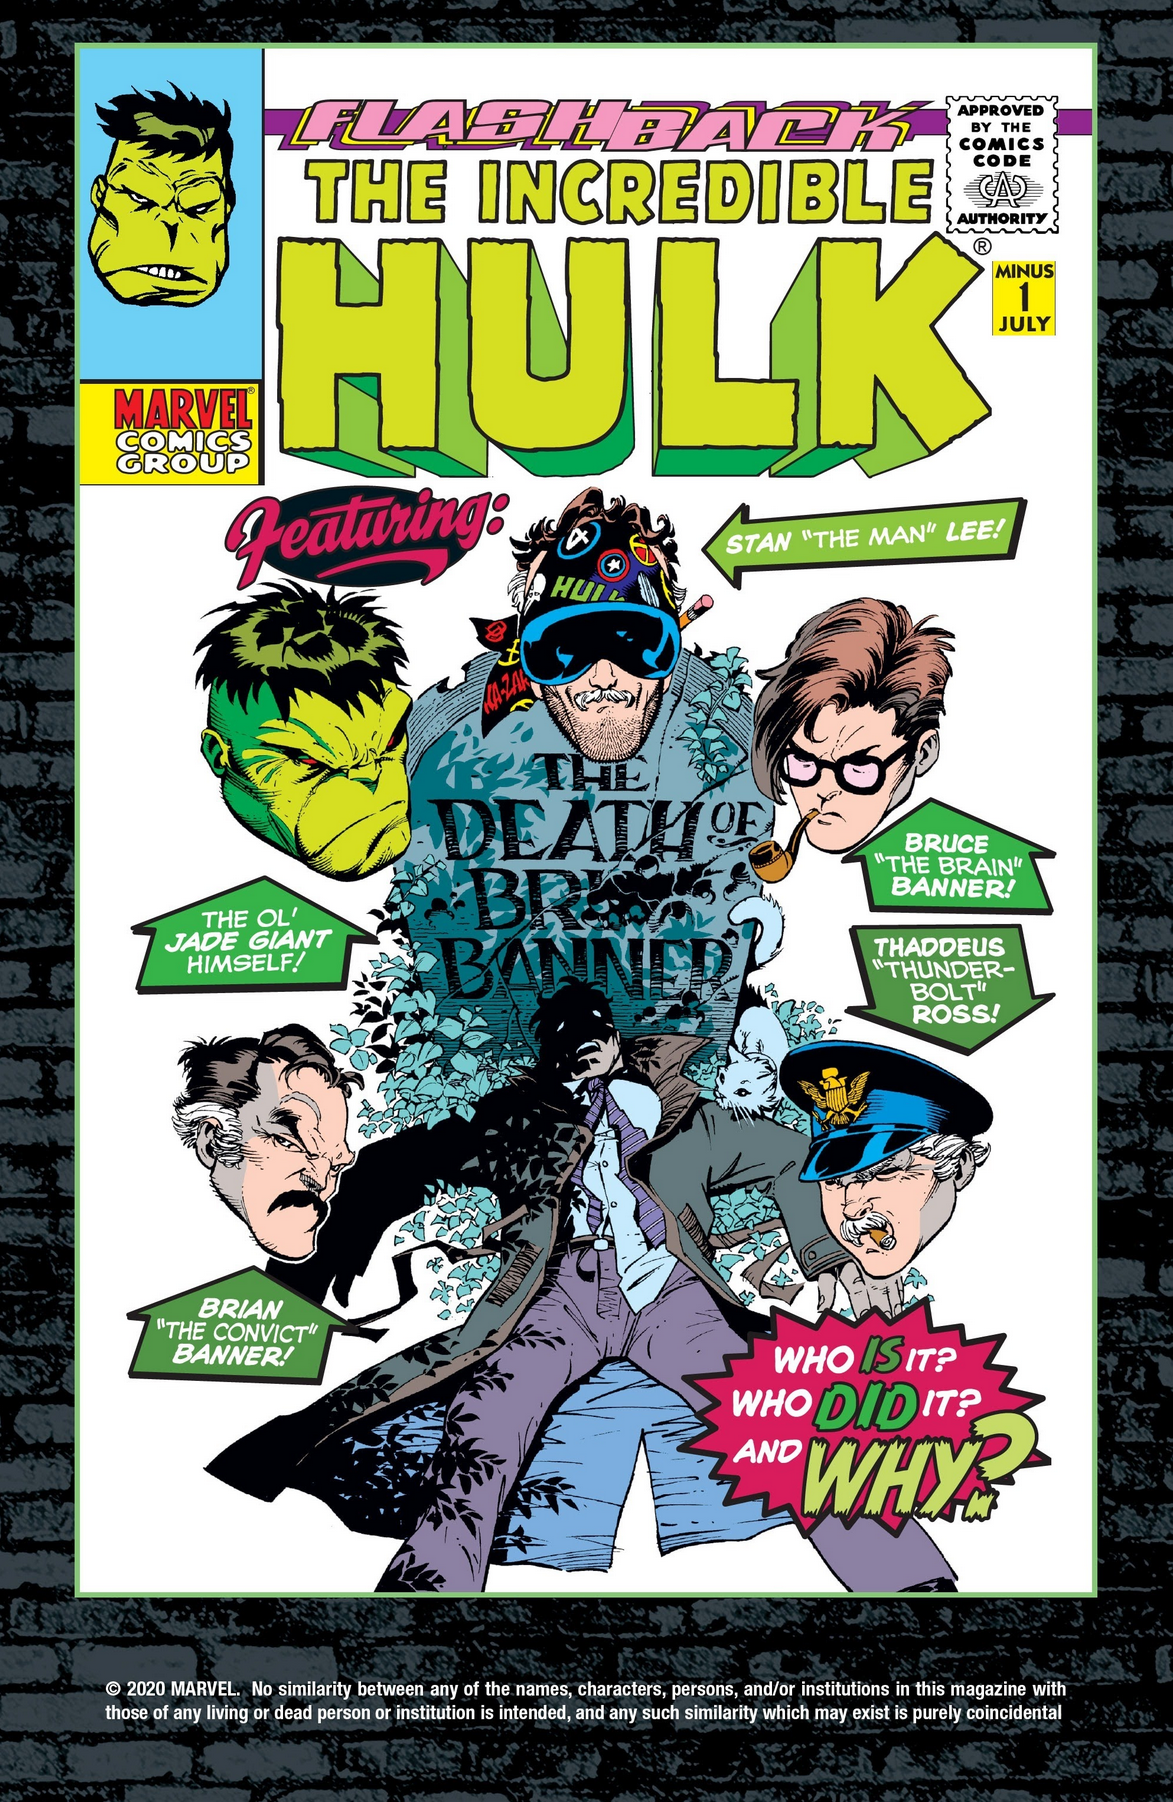 FLASHBACK
THE INCREDIBLE
HULK®
APPROVED
BY THE
COMICS
CODE
CA
AUTHORITY
MINUS
1
JULY
MARVEL®
COMICS
GROUP
Featuring:
STAN "THE MAN" LEE!
4
HULK
KA-ZAR
THE
DEATH OF
BANNER
BRUCE
"THE BRAIN"
BANNER!
THE OL'
JADE GIANT
HIMSELF!
THADDEUS
"THUNDER-
BOLT"
ROSS!
BRIAN
"THE CONVICT"
BANNER!
WHO IS IT?
WHO DID IT?
AND WHY?
© 2020 MARVEL. No similarity between any of the names, characters, persons, and/or institutions in this magazine with
those of any living or dead person or institution is intended, and any such similarity which may exist is purely coincidental